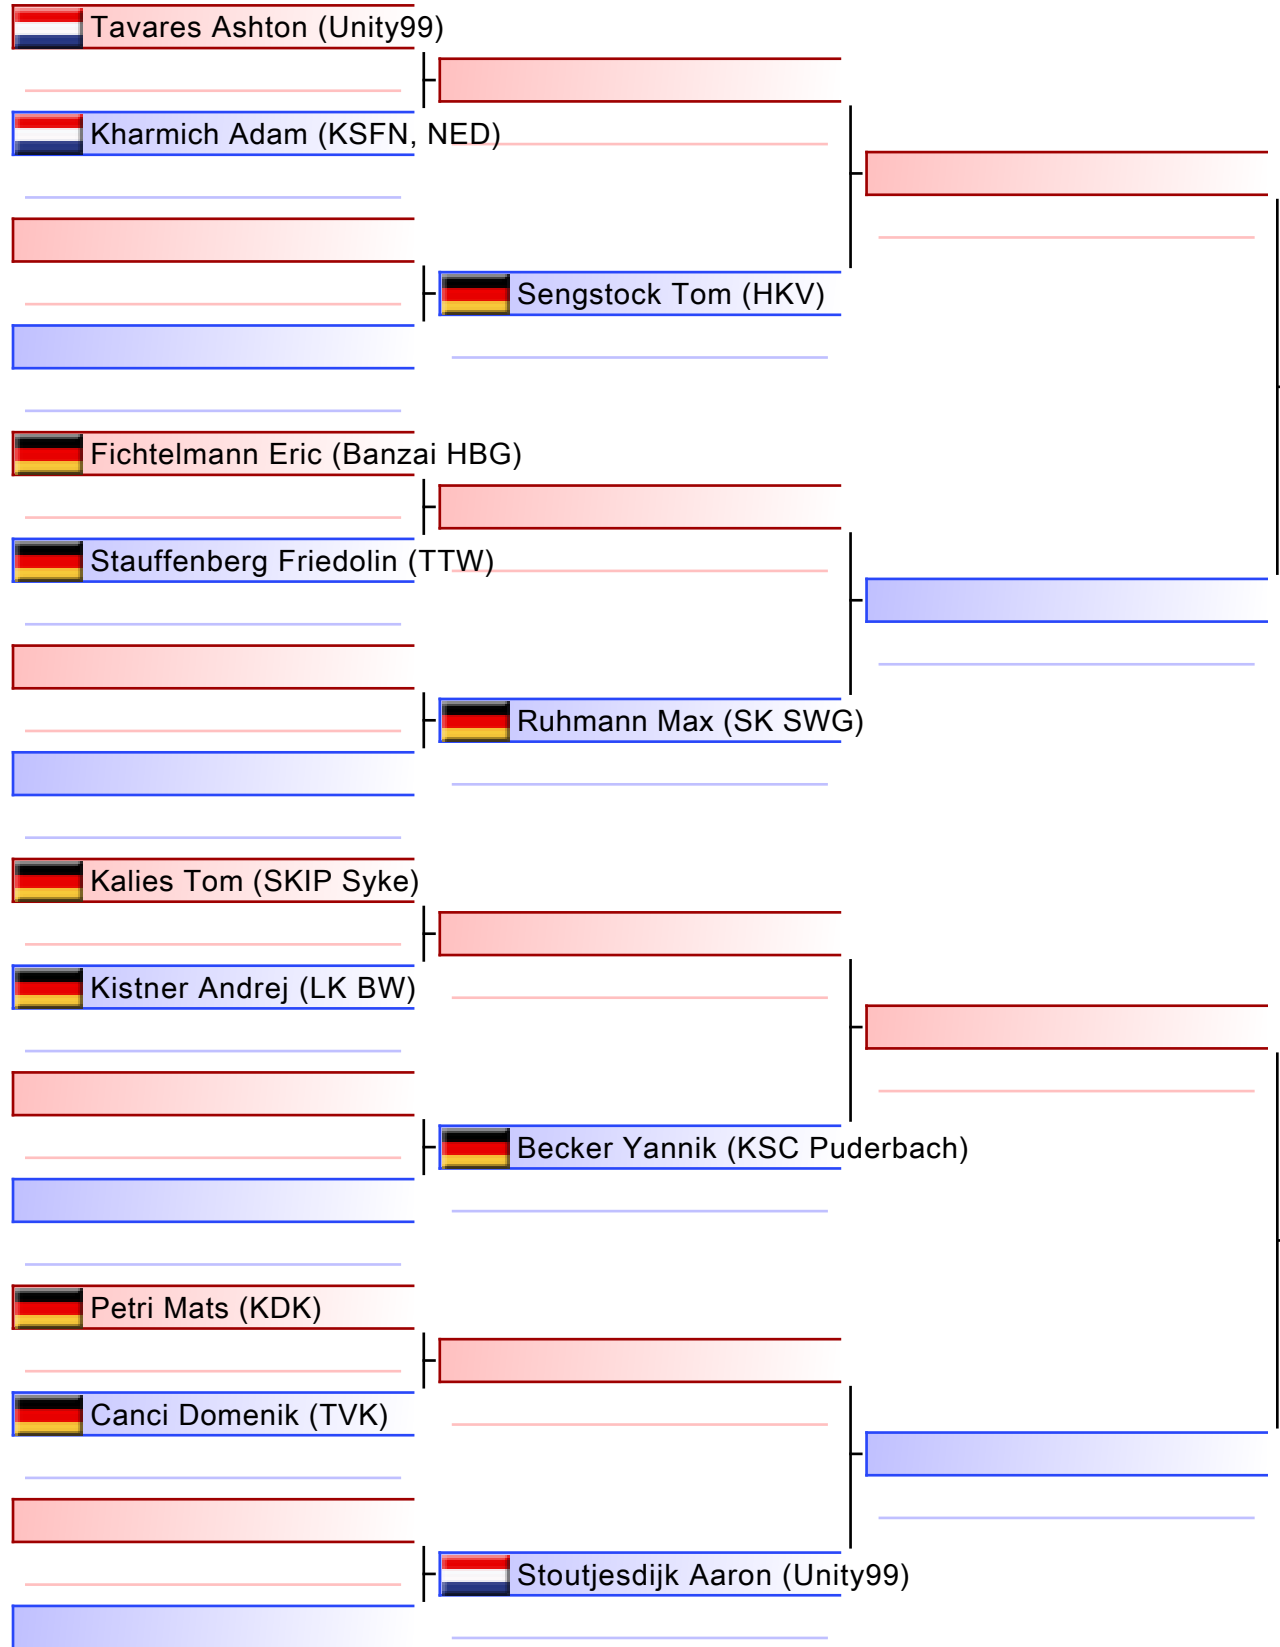 Tavares Ashton (Unity99)
Kharmich Adam (KSFN, NED)
Sengstock Tom (HKV)
Fichtelmann Eric (Banzai HBG)
Stauffenberg Friedolin (TTW)
Ruhmann Max (SK SWG)
Kalies Tom (SKIP Syke)
Kistner Andrej (LK BW)
Becker Yannik (KSC Puderbach)
Petri Mats (KDK)
Canci Domenik (TVK)
Stoutjesdijk Aaron (Unity99)